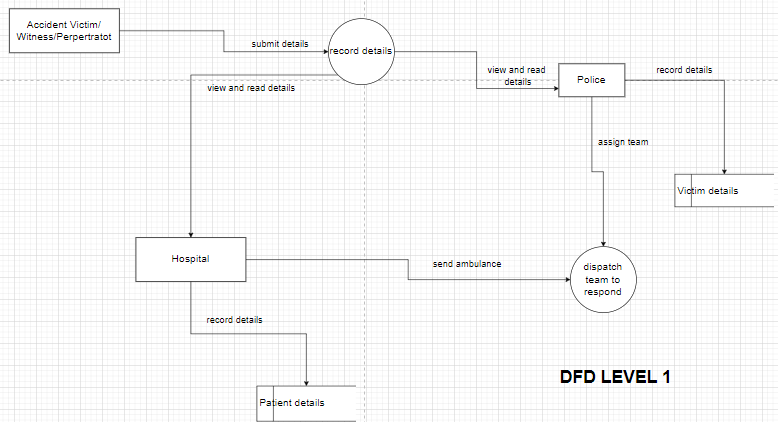 Accident Victim/
Witness/Perpertratot
submit details
record details
view and read
details
Police
record details
view and read details
assign team
Victim details
Hospital
send ambulance
dispatch
team to
respond
record details
DFD LEVEL 1
Patient details